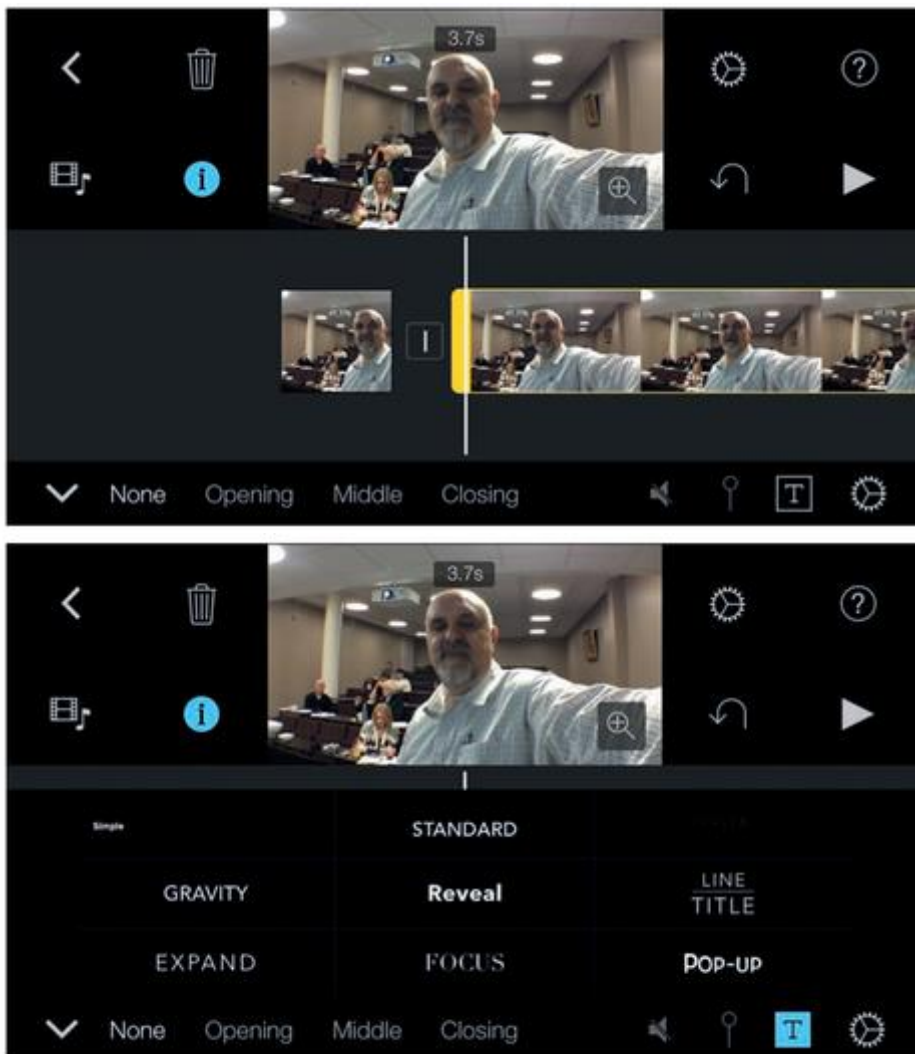 3.7s
?
i
None Opening Middle Closing T
3.7s
?
i
Simple STANDARD
GRAVITY Reveal LINE TITLE
EXPAND FOCUS POP-UP
None Opening Middle Closing T